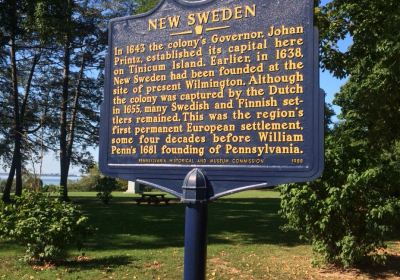 NEW SWEDEN
In 1643 the colony's Governor, Johan
Printz, established its capital here
on Tinicum Island. Earlier, in 1638,
New Sweden had been founded at the
site of present Wilmington. Although
the colony was captured by the Dutch
in 1655, many Swedish and Finnish set-
tlers remained. This was the region's
first permanent European settlement,
some four decades before William
Penn's 1681 founding of Pennsylvania.
PENNSYLVANIA HISTORICAL AND MUSEUM COMMISSION 1988